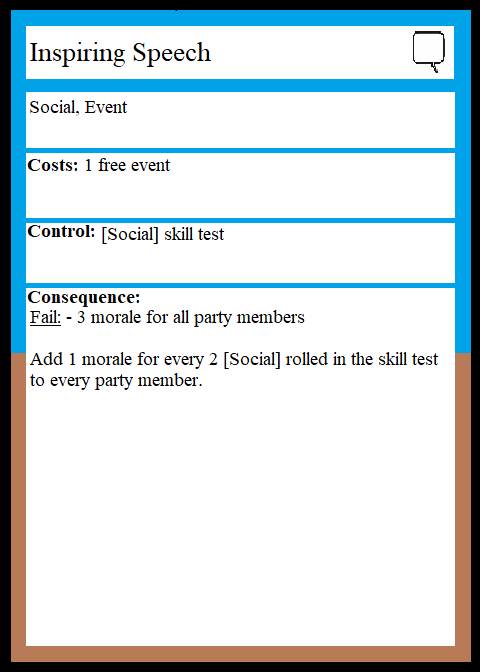 Inspiring Speech
Social, Event
Costs: 1 free event
Control: [Social] skill test
Consequence:
Fail: - 3 morale for all party members
Add 1 morale for every 2 [Social] rolled in the skill test
to every party member.